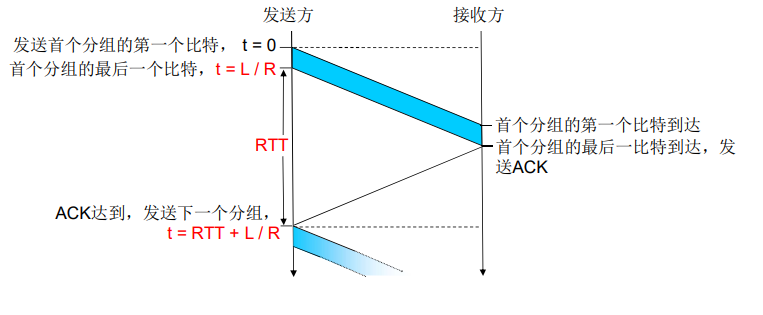 发送方
接收方
发送首个分组的第一个比特， t = 0
首个分组的最后一个比特，t = L / R
RTT
首个分组的第一个比特到达
首个分组的最后一比特到达，发
送ACK
ACK达到，发送下一个分组，
t = RTT + L / R